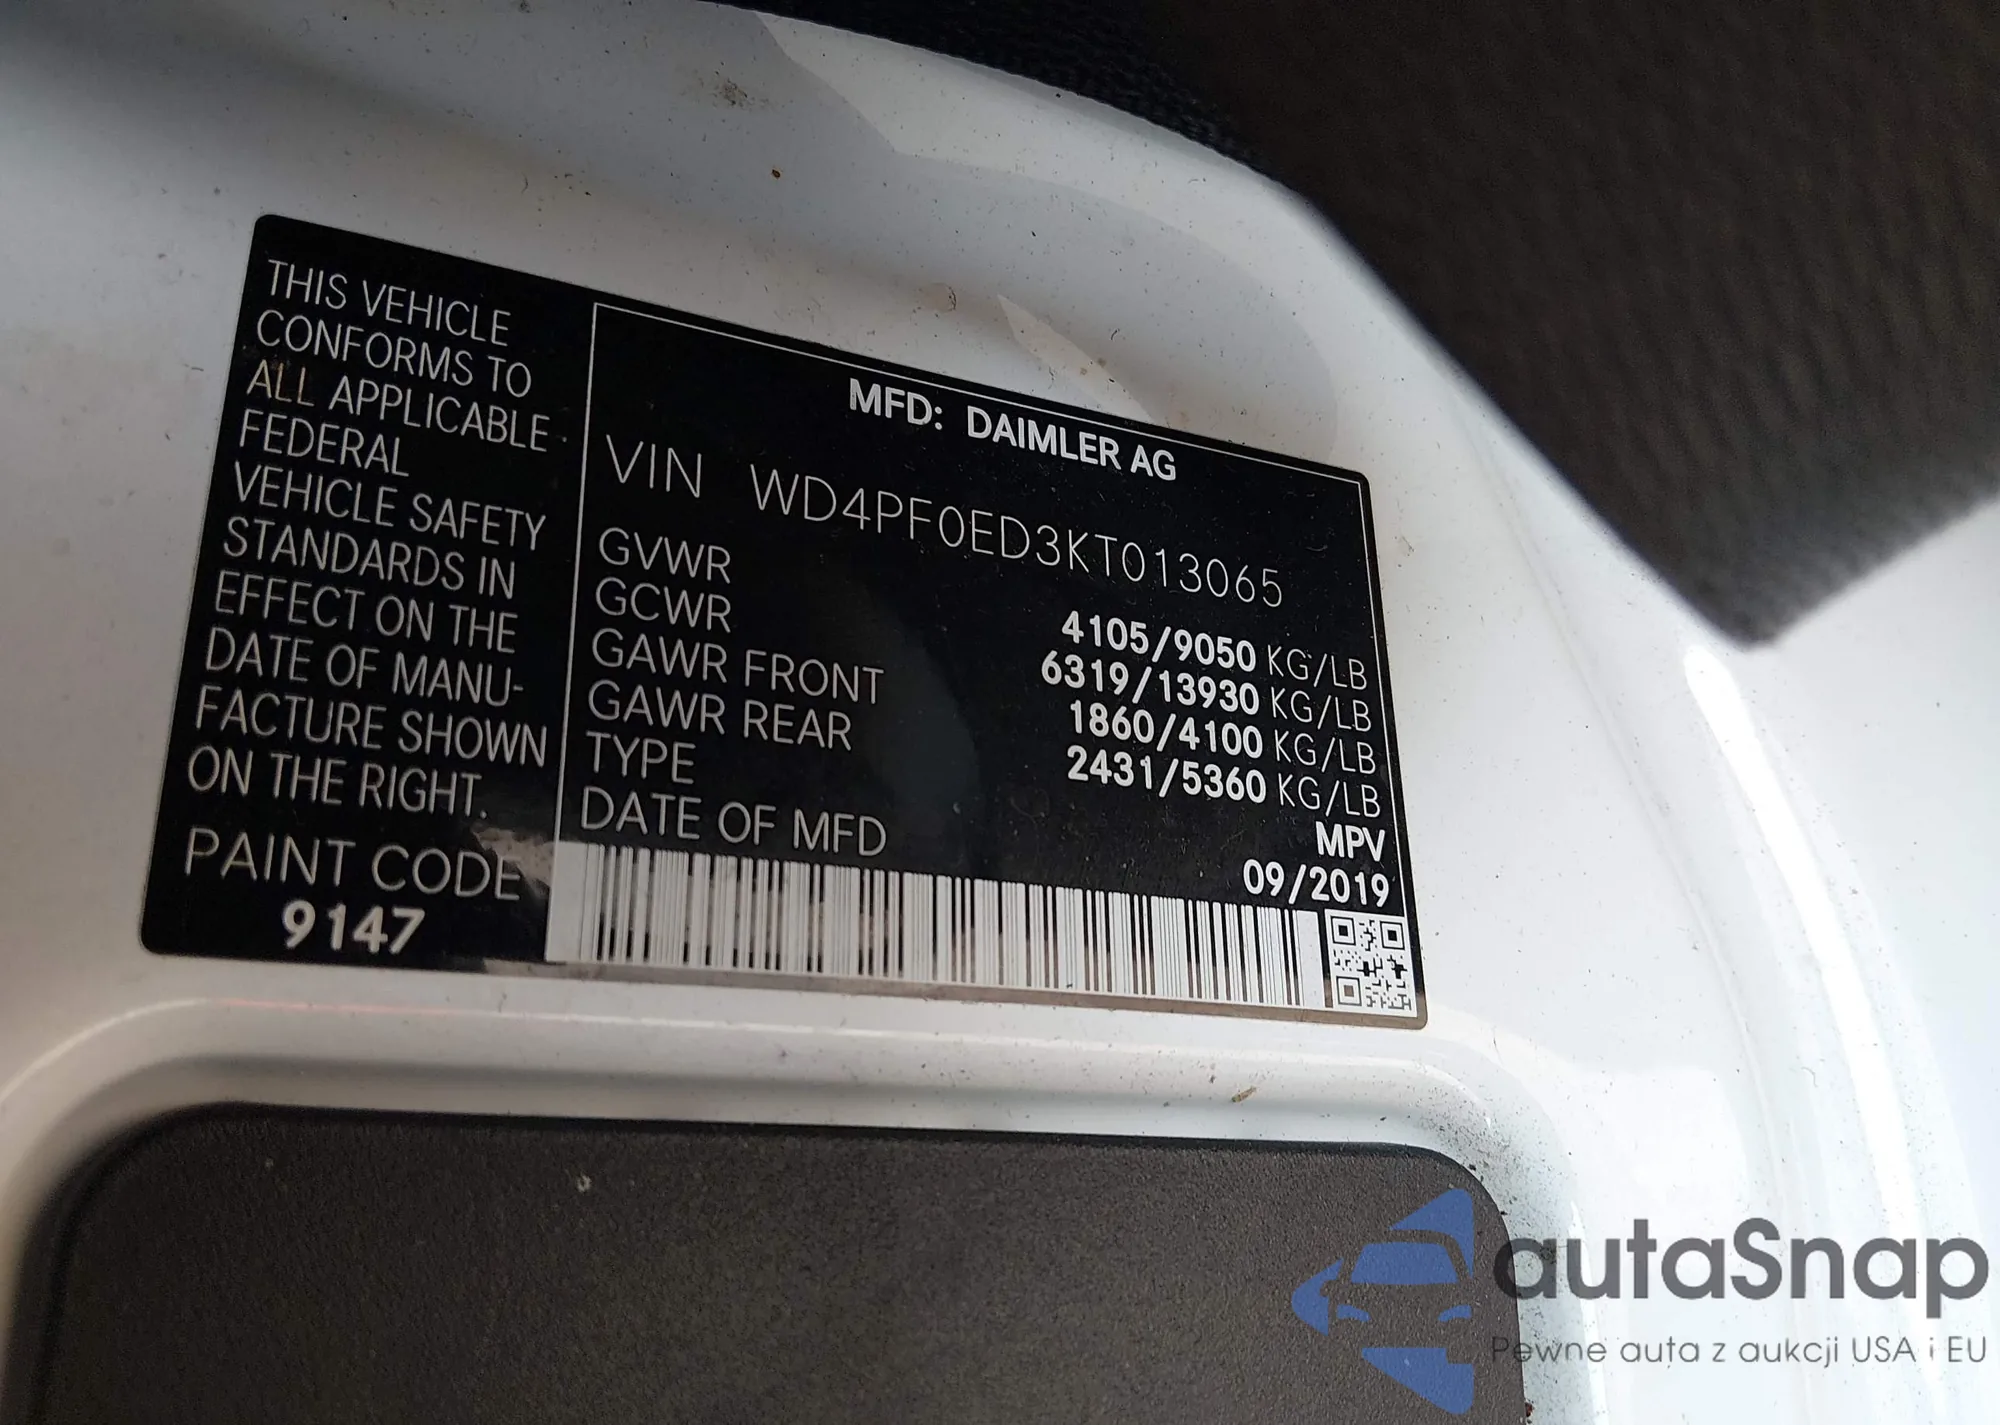 THIS VEHICLE
CONFORMS TO
ALL APPLICABLE
FEDERAL
VEHICLE SAFETY
STANDARDS IN
EFFECT ON THE
DATE OF MANU-
FACTURE SHOWN
ON THE RIGHT.
PAINT CODE
9147
MFD: DAIMLER AG
VIN WD4PF0ED3KT013065
GVWR 4105/9050 KG/LB
GCWR 6319/13930 KG/LB
GAWR FRONT 1860/4100 KG/LB
GAWR REAR 2431/5360 KG/LB
TYPE MPV
DATE OF MFD 09/2019
autaSnap
Pewne auta z aukcji USA i EU